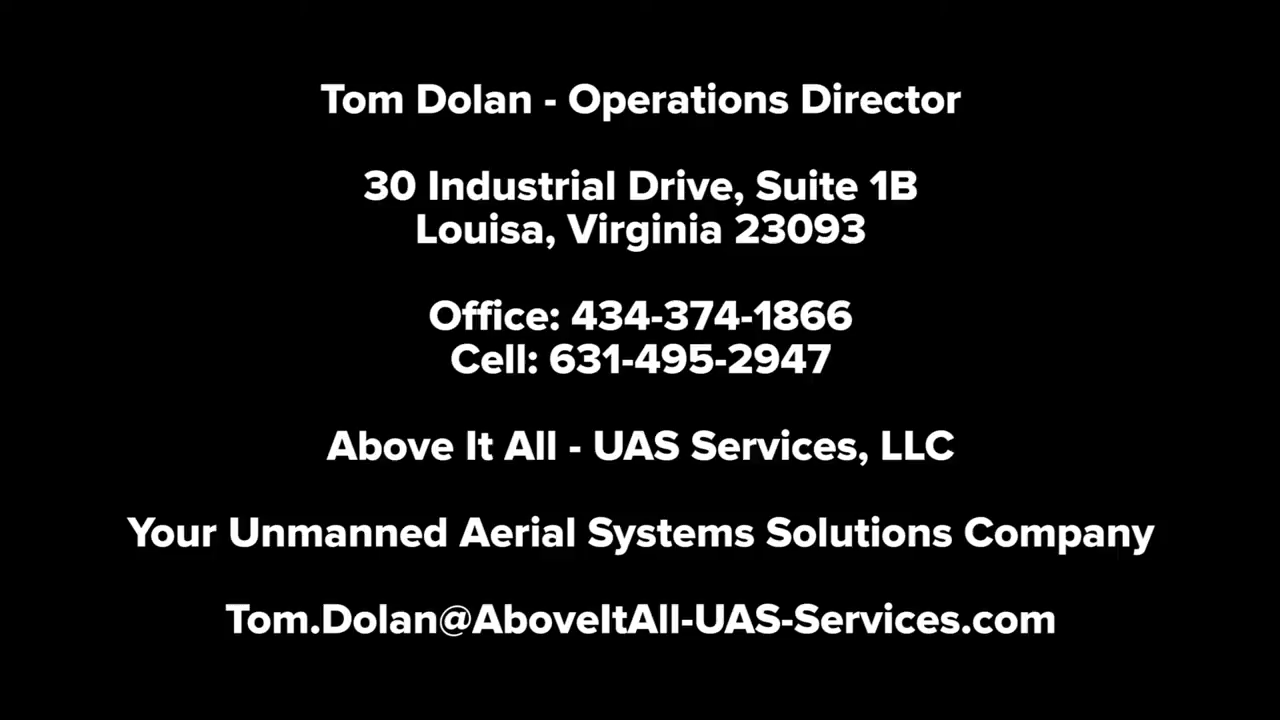 Tom Dolan - Operations Director
30 Industrial Drive, Suite 1B
Louisa, Virginia 23093
Office: 434-374-1866
Cell: 631-495-2947
Above It All - UAS Services, LLC
Your Unmanned Aerial Systems Solutions Company
Tom.Dolan@AboveItAll-UAS-Services.com